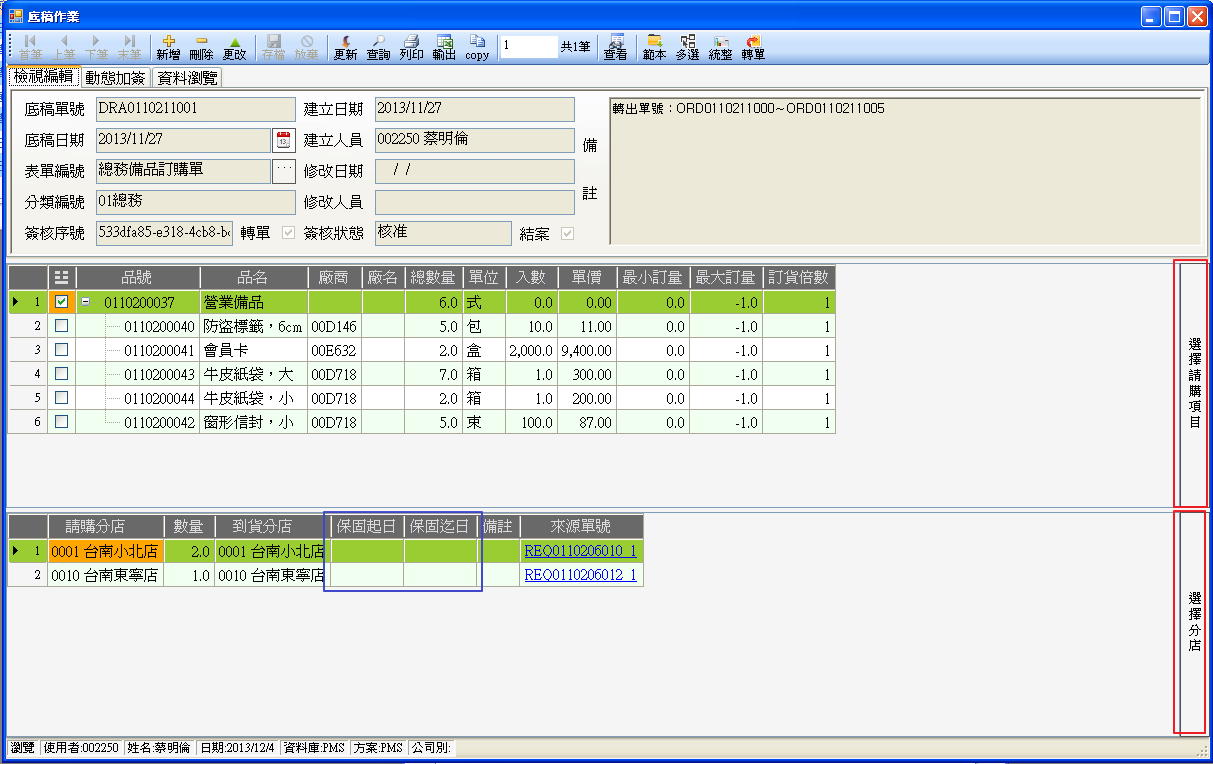 底稿作業
首筆 上筆 下筆 末筆 新增 刪除 更改 存檔 放棄 更新 查詢 列印 輸出 copy 1 共1筆 查看 範本 多選 統整 轉單
檢視編輯 動態加簽 資料瀏覽
底稿單號 DRA0110211001 建立日期 2013/11/27
底稿日期 2013/11/27 建立人員 002250 蔡明倫
表單編號 總務備品訂購單 ... 修改日期 / /
分類編號 01總務 修改人員
簽核序號 533dfa85-e318-4cb8-b 轉單 簽核狀態 核准 結案
備註
轉出單號：ORD0110211000~ORD0110211005
品號 品名 廠商 廠名 總數量 單位 入數 單價 最小訂量 最大訂量 訂貨倍數
1 0110200037 營業備品 6.0 式 0.0 0.00 0.0 -1.0 1
2 0110200040 防盜標籤，6cm 00D146 5.0 包 10.0 11.00 0.0 -1.0 1
3 0110200041 會員卡 00E632 2.0 盒 2,000.0 9,400.00 0.0 -1.0 1
4 0110200043 牛皮紙袋，大 00D718 7.0 箱 1.0 300.00 0.0 -1.0 1
5 0110200044 牛皮紙袋，小 00D718 2.0 箱 1.0 200.00 0.0 -1.0 1
6 0110200042 窗形信封，小 00D718 5.0 束 100.0 87.00 0.0 -1.0 1
選擇請購項目
請購分店 數量 到貨分店 保固起日 保固迄日 備註 來源單號
1 0001 台南小北店 2.0 0001 台南小北店 REQ0110206010_1
2 0010 台南東寧店 1.0 0010 台南東寧店 REQ0110206012_1
選擇分店
瀏覽 使用者:002250 姓名:蔡明倫 日期:2013/12/4 資料庫:PMS 方案:PMS 公司別: